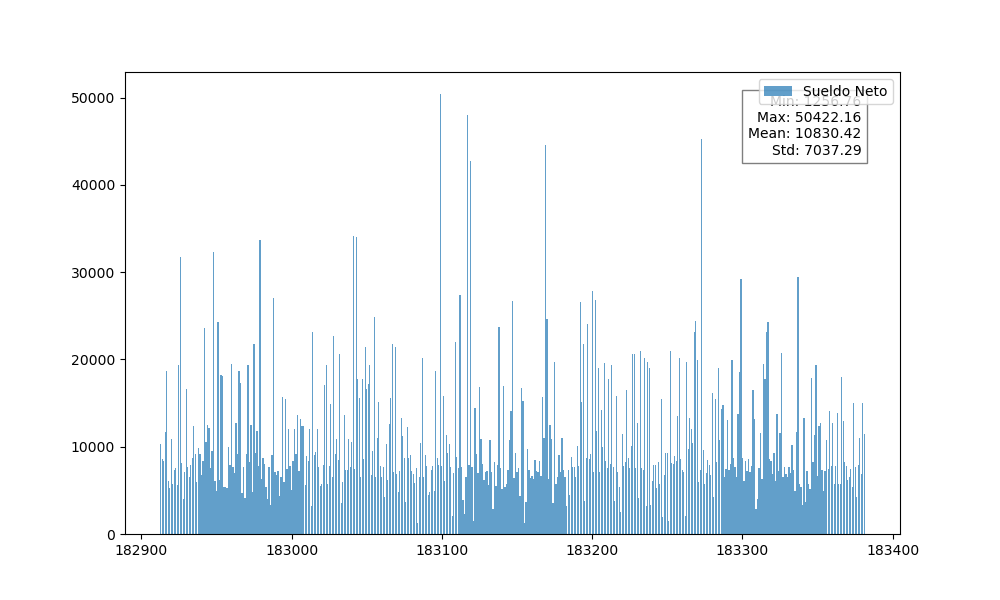 50000
40000
30000
20000
10000
0
182900
183000
183100
183200
183300
183400
Sueldo Neto
Min: 1256.76
Max: 50422.16
Mean: 10830.42
Std: 7037.29